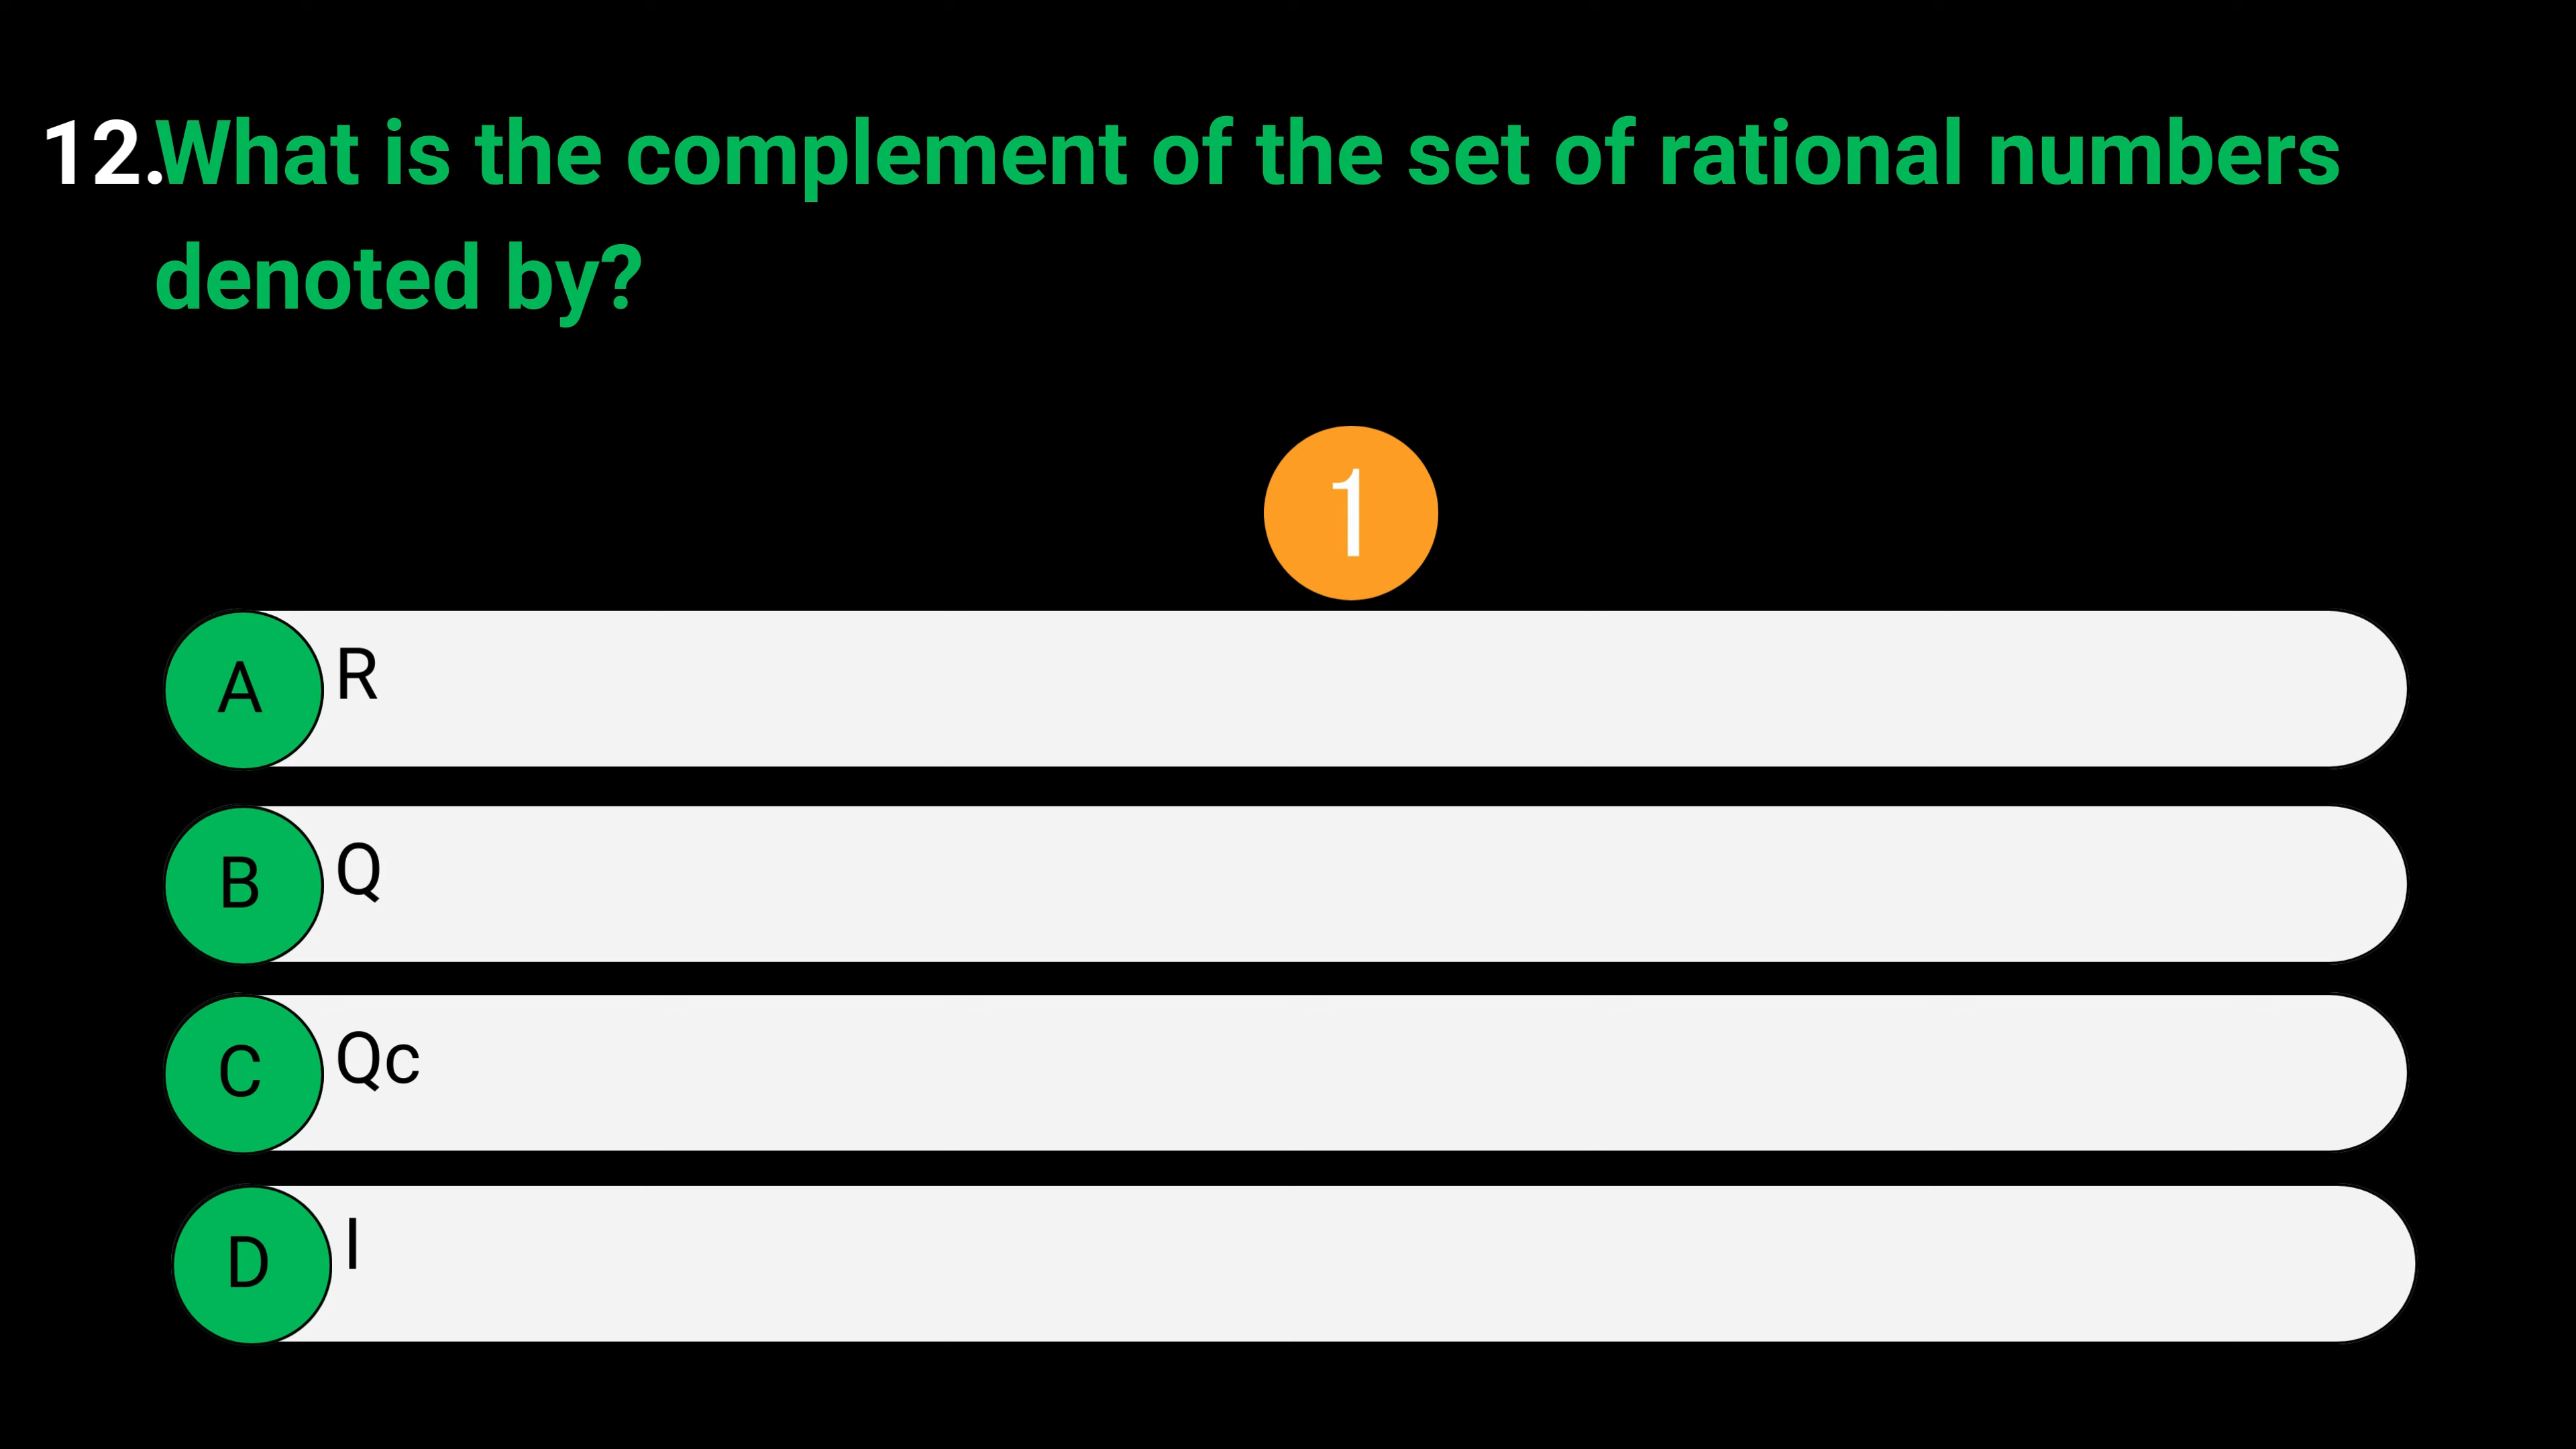 12.What is the complement of the set of rational numbers
denoted by?
1
A R
B Q
C Qc
D I